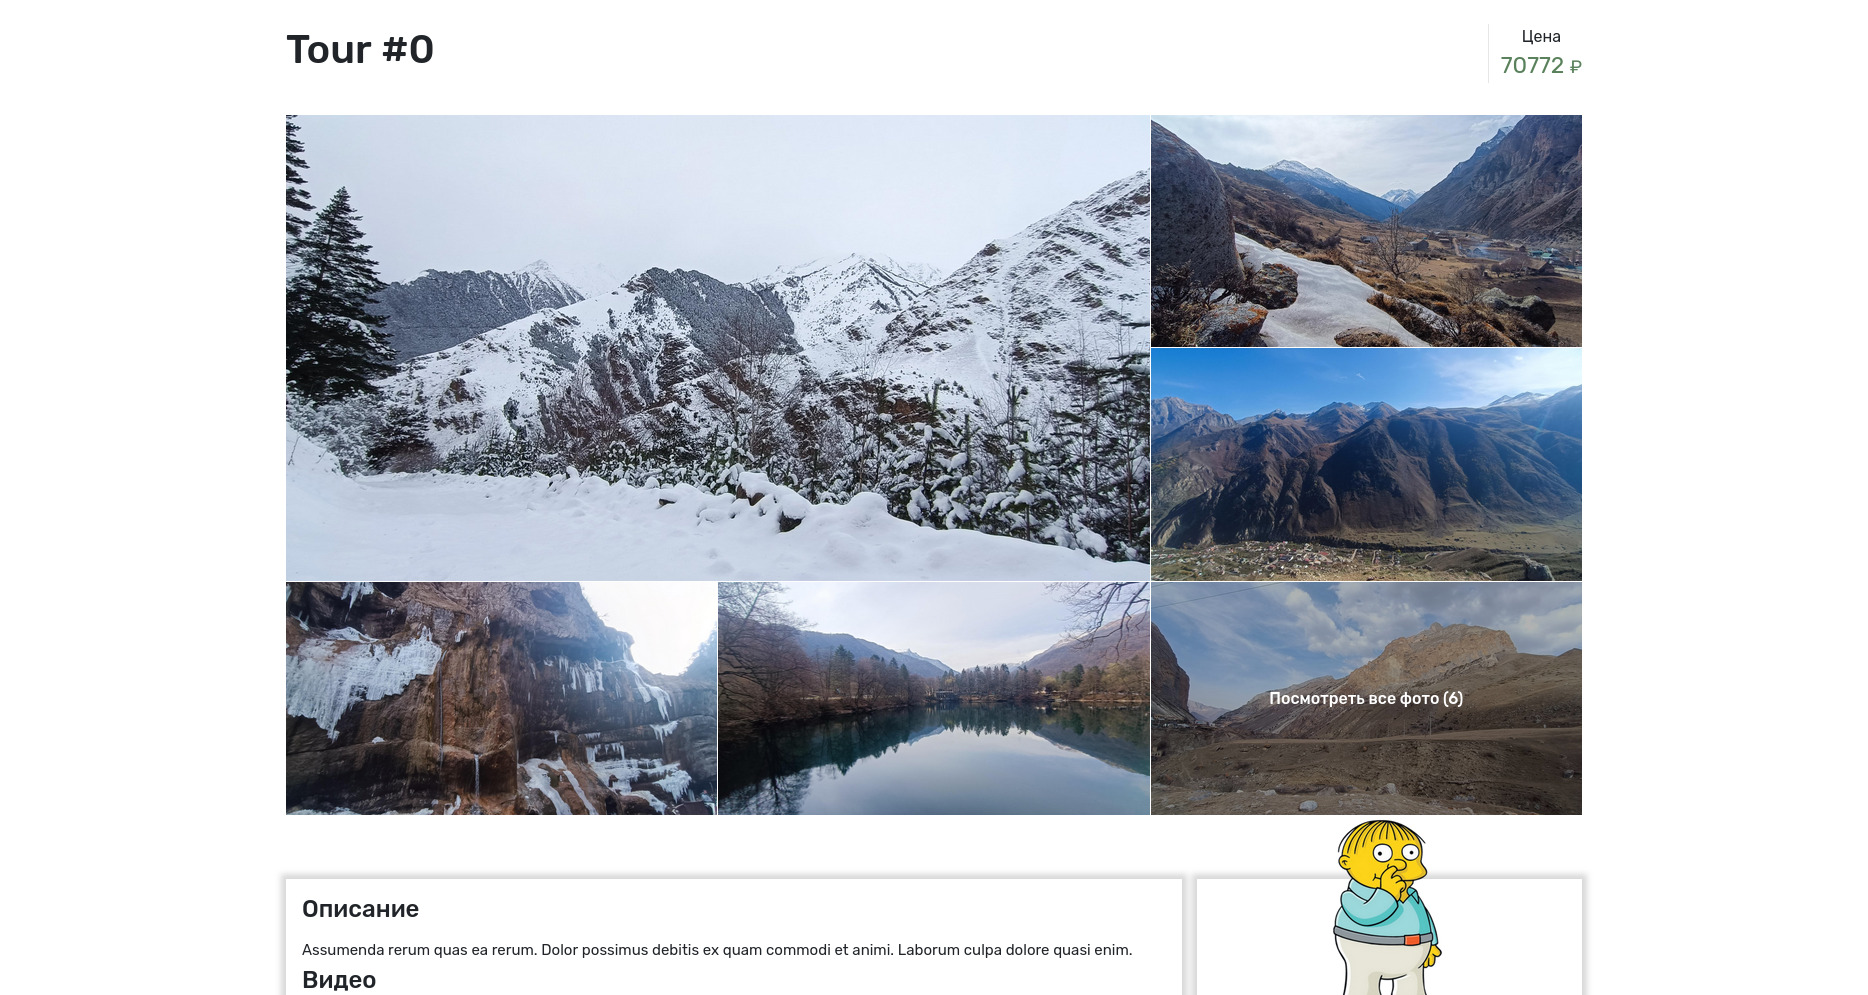 Tour #0
Цена
70772 ₽
Посмотреть все фото (6)
Описание
Assumenda rerum quas ea rerum. Dolor possimus debitis ex quam commodi et animi. Laborum culpa dolore quasi enim.
Видео